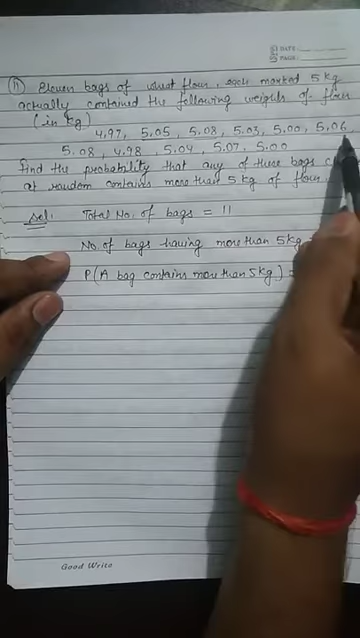 DATE:
PAGE:
(11) Eleven bags of wheat flour, each marked 5 kg
actually contained the following weights of flour
(in kg)
4.97, 5.05, 5.08, 5.03, 5.00, 5.06
5.08, 4.98, 5.04, 5.07, 5.00
find the probability that any of these bags c
at random contains more than 5 kg of flour.
Sol: Total No. of bags = 11
No. of bags having more than 5kg =
P(A bag contains more than 5kg) =
Good Write